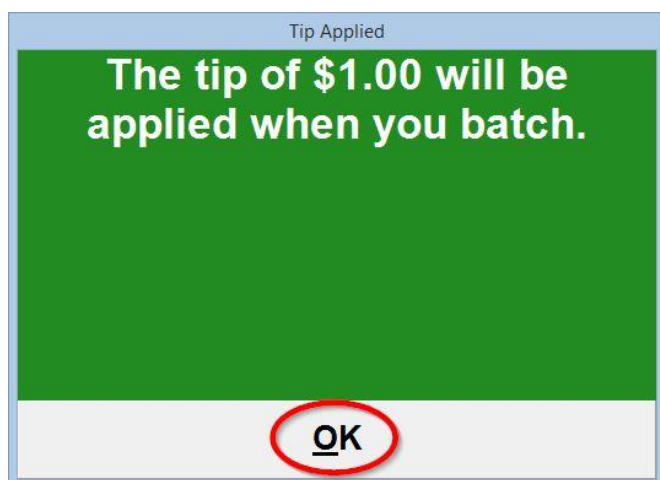 Tip Applied
The tip of $1.00 will be
applied when you batch.
OK